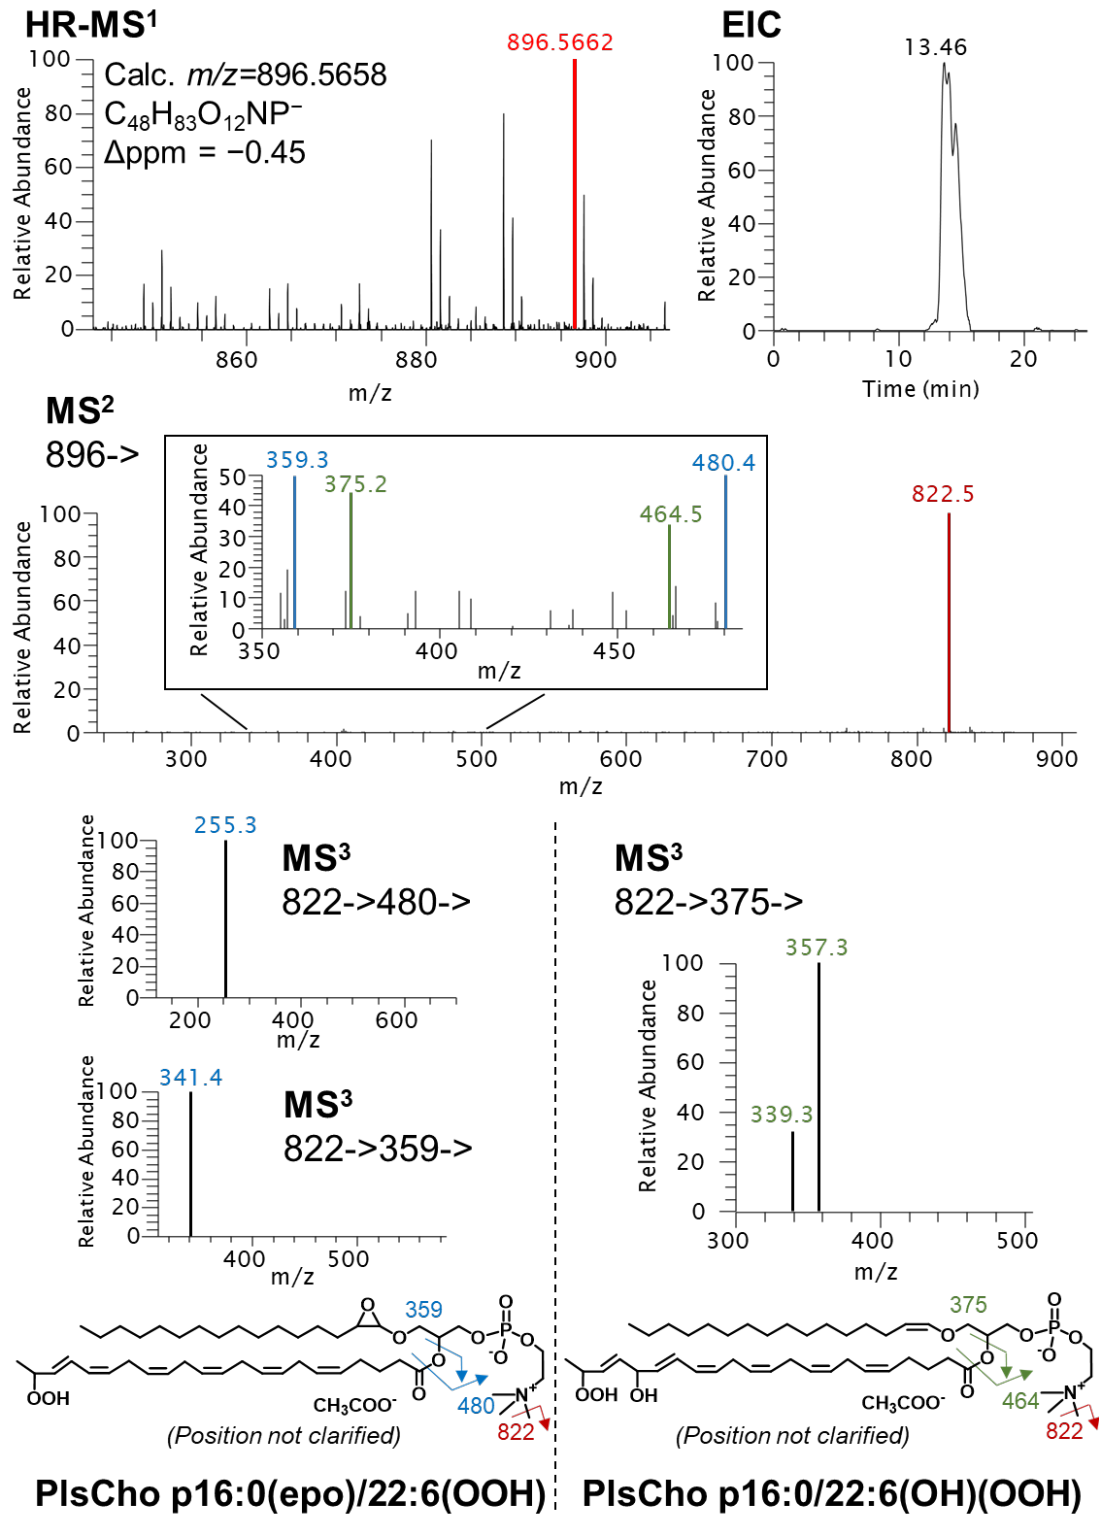 HR-MS¹
896.5662
Calc. m/z=896.5658
C₄₈H₈₃O₁₂NP⁻
Δppm = −0.45
Relative Abundance
100
80
60
40
20
0
860
880
900
m/z
EIC
13.46
Relative Abundance
100
80
60
40
20
0
0
10
20
Time (min)
MS²
896->
Relative Abundance
100
80
60
40
20
0
822.5
Relative Abundance
50
40
30
20
10
0
359.3
375.2
464.5
480.4
350
400
450
m/z
300
400
500
600
700
800
900
m/z
255.3
Relative Abundance
100
80
60
40
20
0
200
400
600
m/z
MS³
822->480->
341.4
Relative Abundance
100
80
60
40
20
0
400
500
m/z
MS³
822->359->
MS³
822->375->
357.3
339.3
Relative Abundance
100
80
60
40
20
0
300
400
500
m/z
O
359
O
O
O
P
O
⁻O
O
O
OOH
CH₃COO⁻
480
N⁺
822
(Position not clarified)
PlsCho p16:0(epo)/22:6(OOH)
375
O
O
O
P
O
⁻O
O
O
OOH
OH
CH₃COO⁻
464
N⁺
822
(Position not clarified)
PlsCho p16:0/22:6(OH)(OOH)